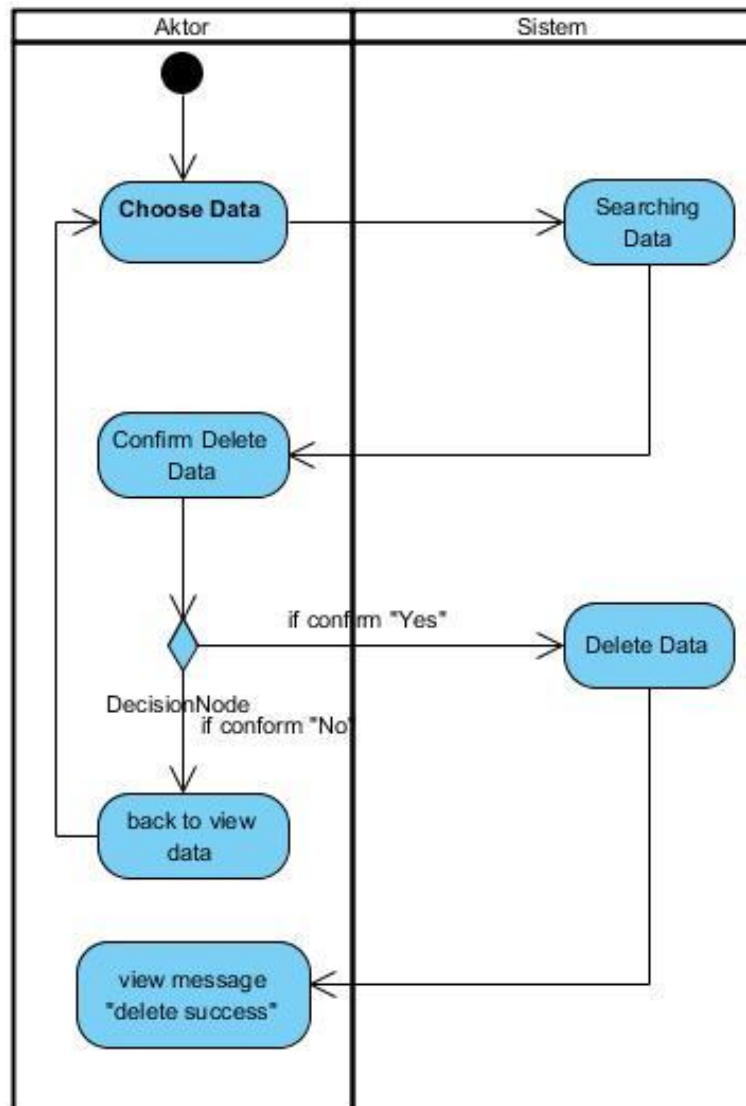 Aktor
Sistem
Choose Data
Searching
Data
Confirm Delete
Data
if confirm "Yes"
Delete Data
DecisionNode
if conform "No"
back to view
data
view message
"delete success"